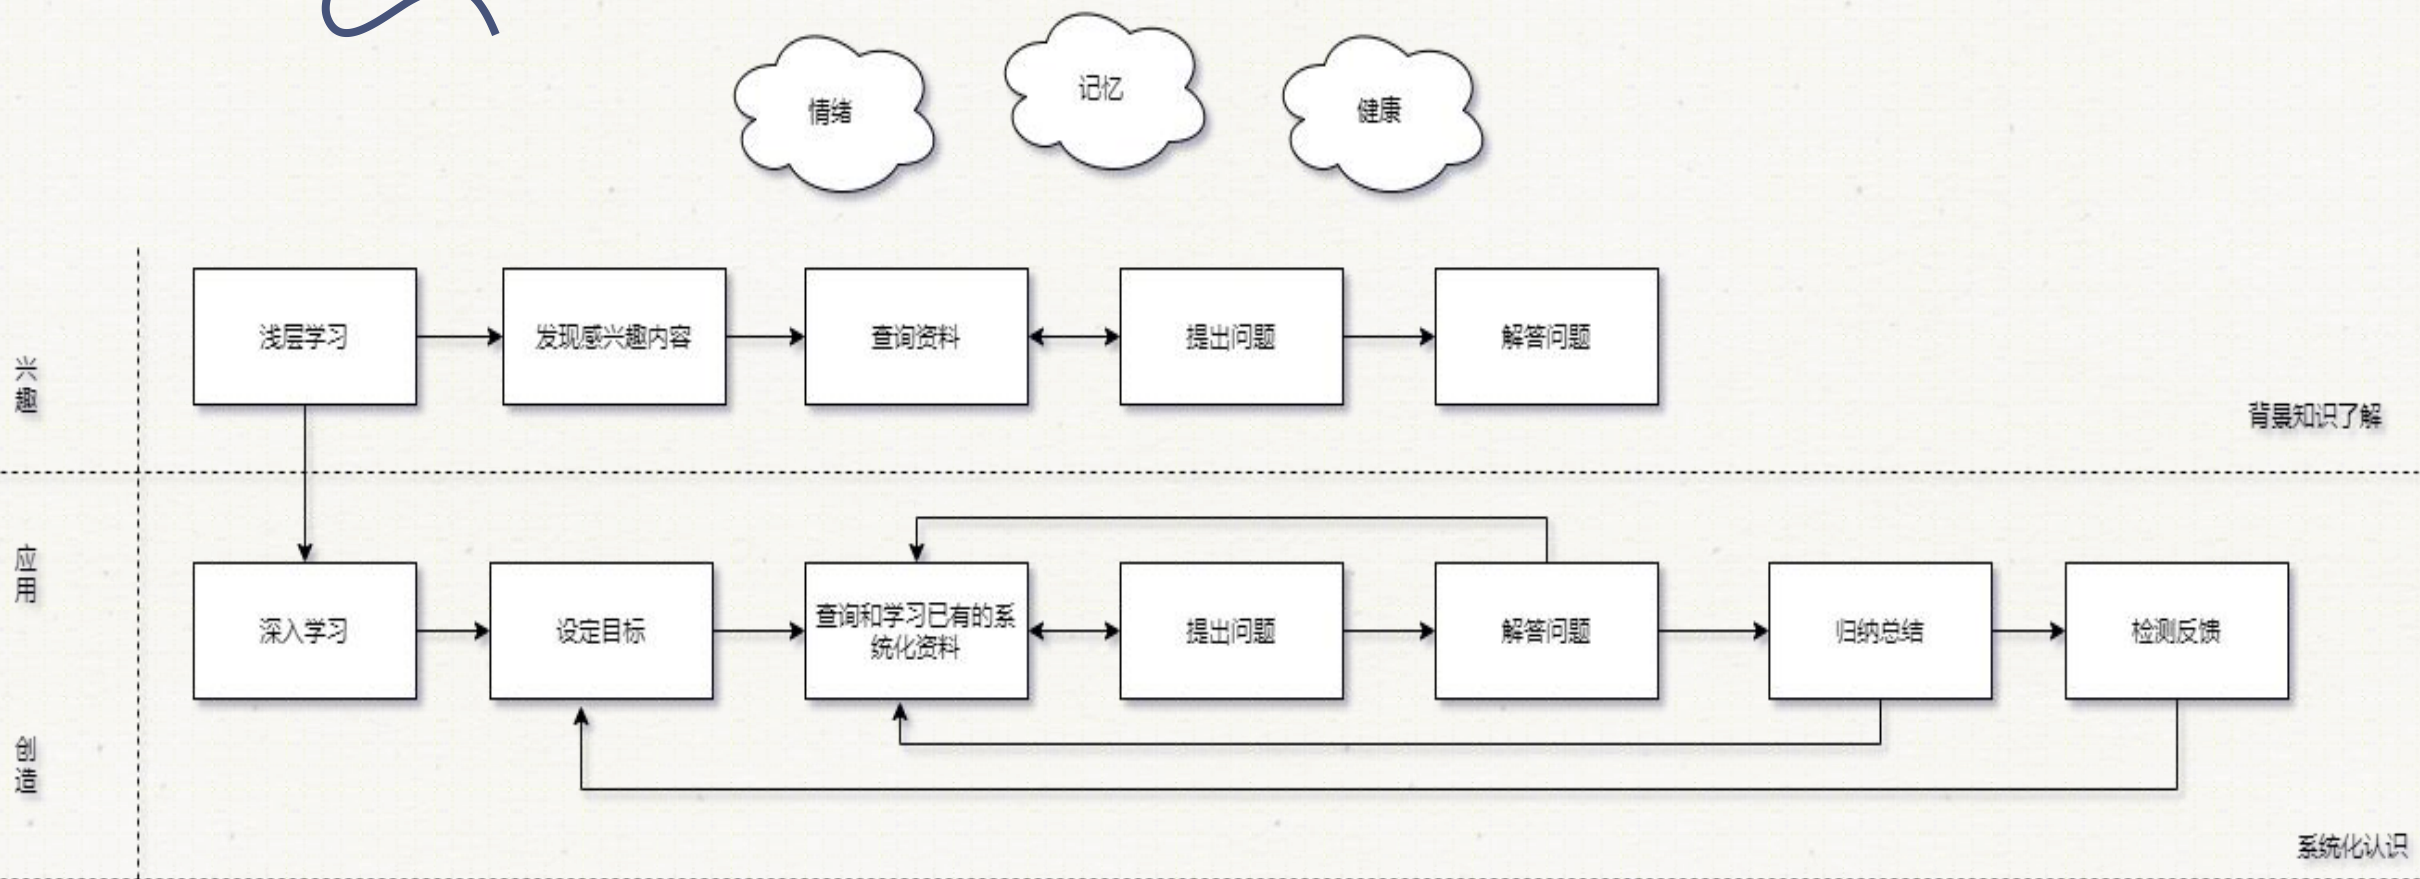 情绪
记忆
健康
兴趣
浅层学习
发现感兴趣内容
查询资料
提出问题
解答问题
背景知识了解
应用
深入学习
设定目标
查询和学习已有的系
统化资料
提出问题
解答问题
归纳总结
检测反馈
创造
系统化认识